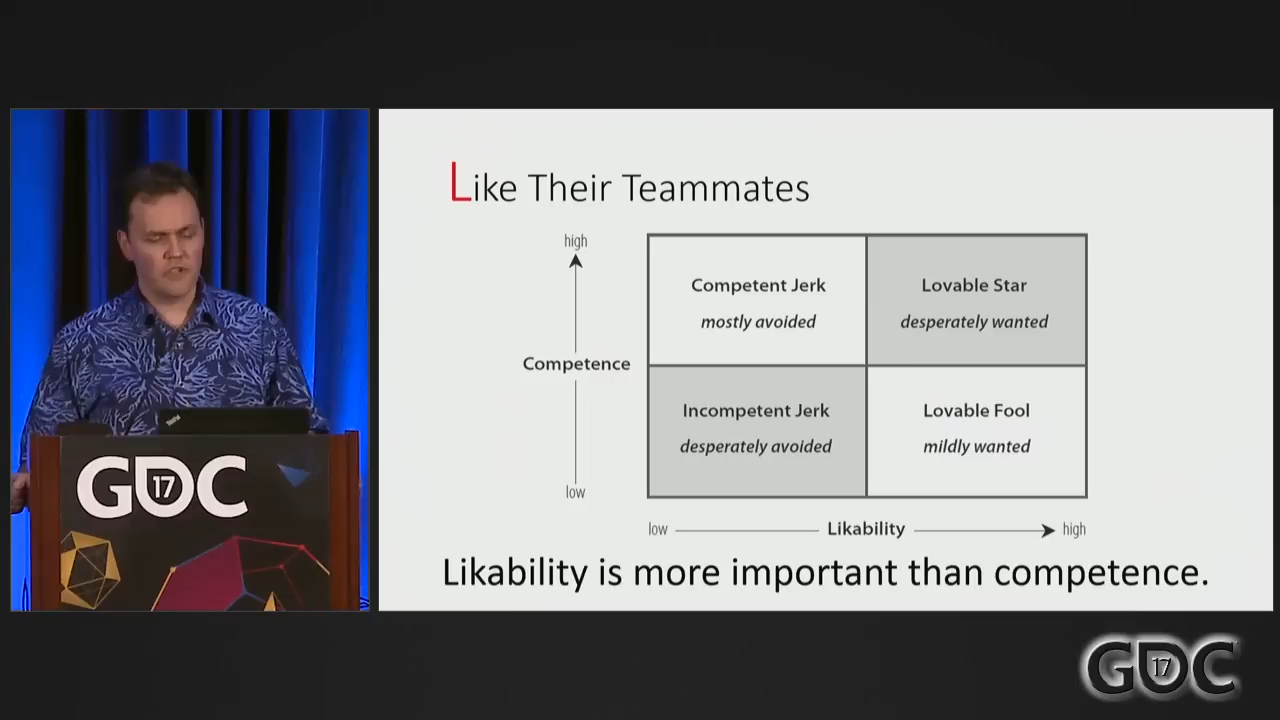 Like Their Teammates
high
Competence
low
Competent Jerk
mostly avoided
Lovable Star
desperately wanted
Incompetent Jerk
desperately avoided
Lovable Fool
mildly wanted
low
Likability
high
Likability is more important than competence.
ThinkPad
GDC
17
GDC
17